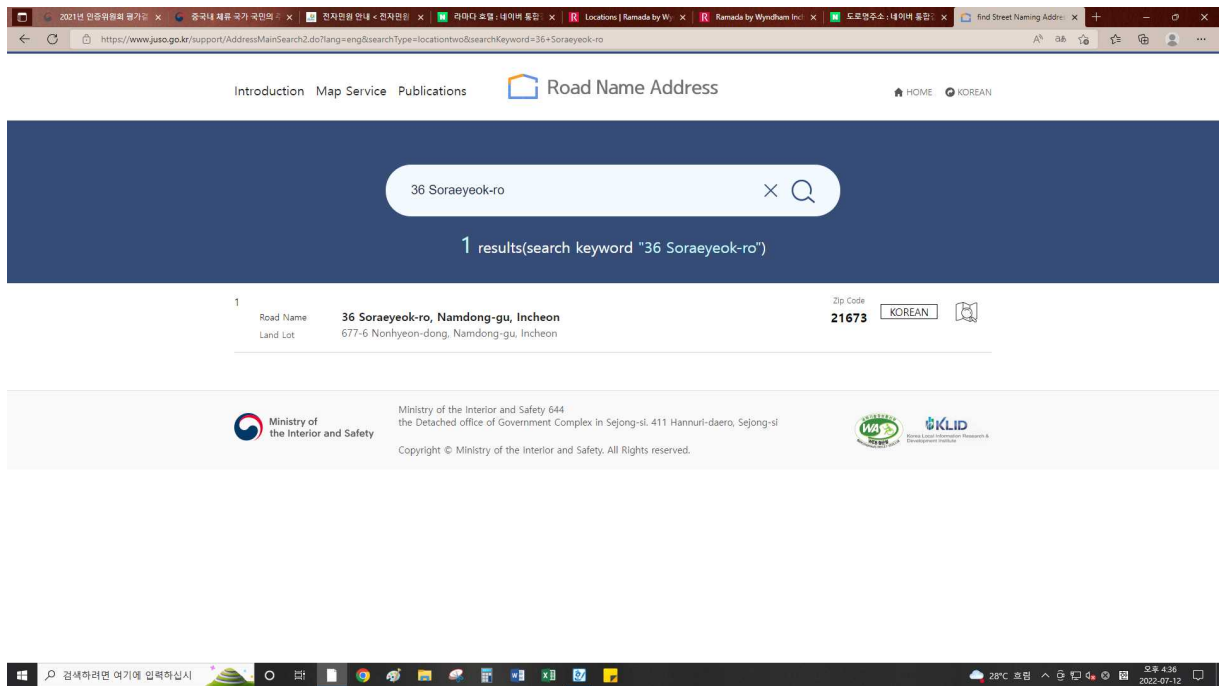 2021년 인증위원회 평가결
중국내 체류 국가 국민의
전자민원 안내 < 전자민원
라마다 호텔 : 네이버 통합
Locations | Ramada by Wy
Ramada by Wyndham Inc
도로명주소 : 네이버 통합
find Street Naming Addre
https://www.juso.go.kr/support/AddressMainSearch2.do?lang=eng&searchType=locationtwo&searchKeyword=36+Soraeyeok-ro
Introduction Map Service Publications
Road Name Address
HOME KOREAN
36 Soraeyeok-ro
1 results(search keyword "36 Soraeyeok-ro")
1
Road Name 36 Soraeyeok-ro, Namdong-gu, Incheon
Land Lot 677-6 Nonhyeon-dong, Namdong-gu, Incheon
Zip Code
21673 KOREAN
Ministry of
the Interior and Safety
Ministry of the Interior and Safety 644
the Detached office of Government Complex in Sejong-si. 411 Hannuri-daero, Sejong-si
Copyright © Ministry of the Interior and Safety. All Rights reserved.
WA
KLID
Korea Local Information Research &
Development Institute
검색하려면 여기에 입력하십시
28°C 흐림
오후 4:36
2022-07-12